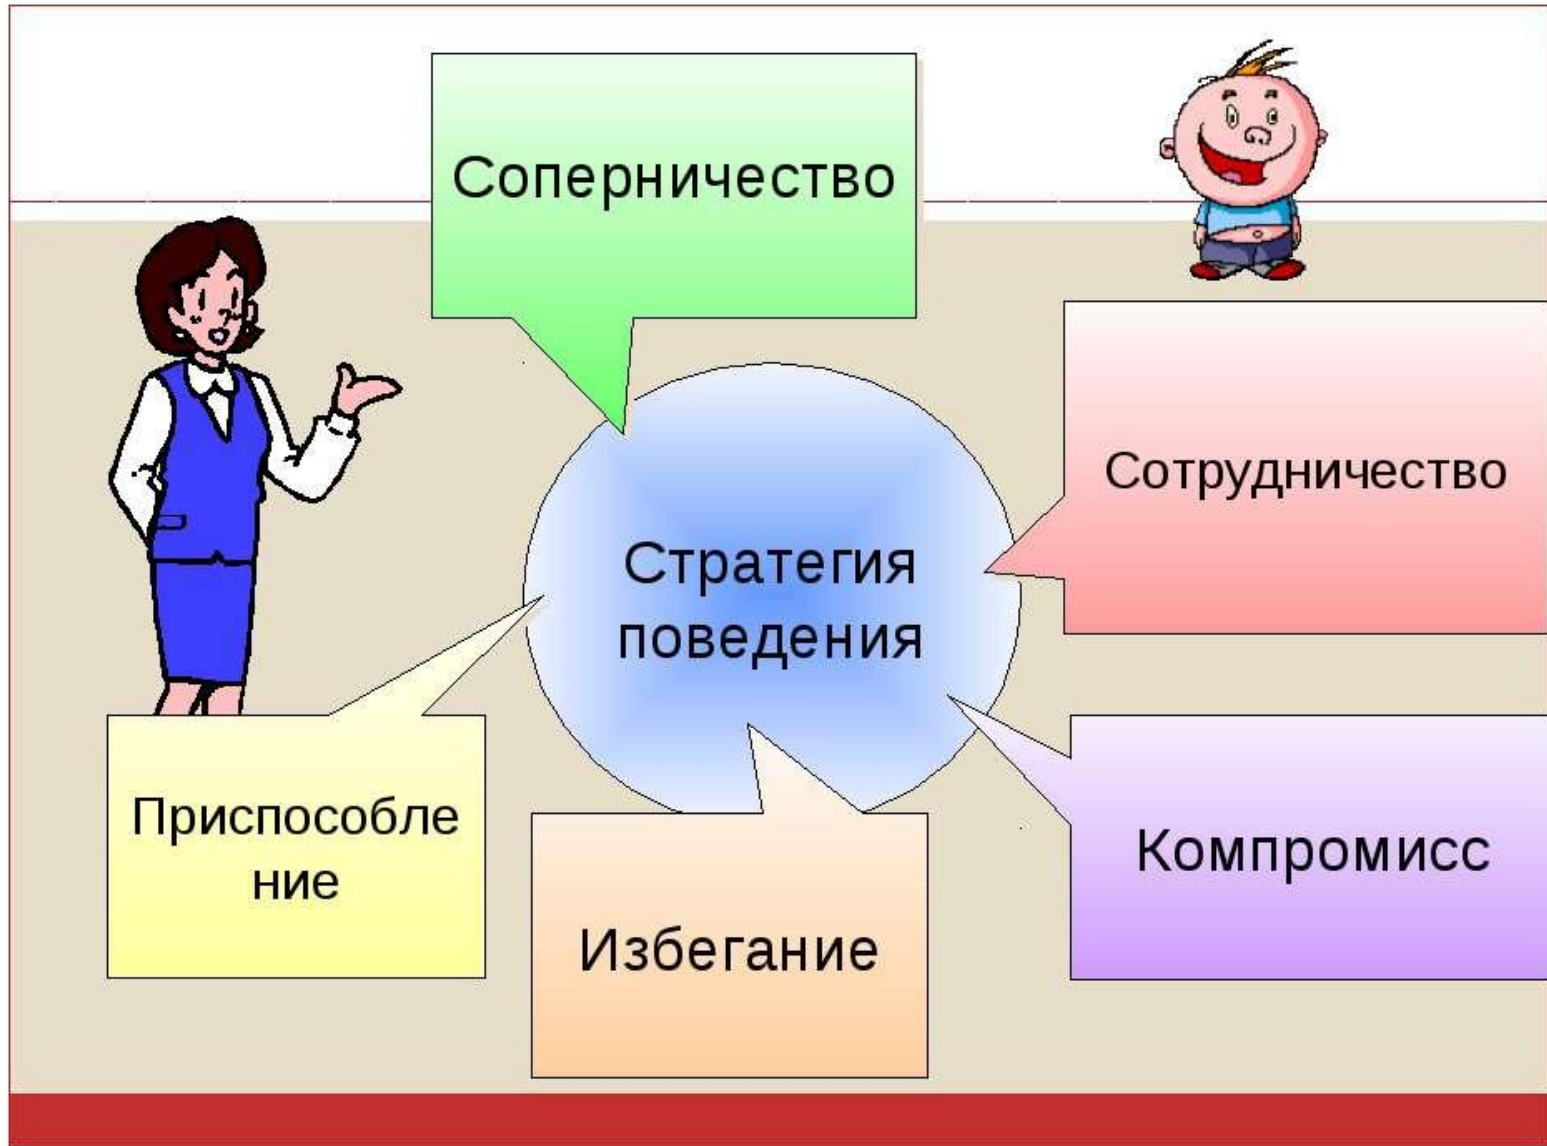 Соперничество
Сотрудничество
Стратегия
поведения
Приспособле
ние
Компромисс
Избегание